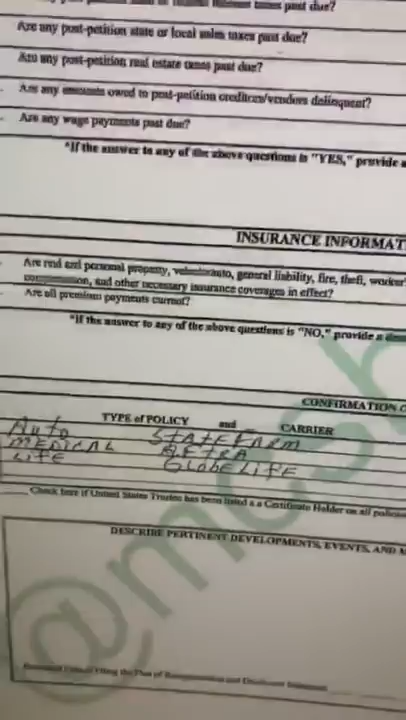 past due?
Are any post-petition state or local sales taxes past due?
Are any post-petition real estate taxes past due?
Are any amounts owed to post-petition creditors/vendors delinquent?
Are any wage payments past due?
*If the answer to any of the above questions is "YES," provide a
INSURANCE INFORMAT
Are real and personal property, vehicle/auto, general liability, fire, theft, worker'
compensation, and other necessary insurance coverages in effect?
Are all premium payments current?
*If the answer to any of the above questions is "NO," provide a
CONFIRMATION O
TYPE of POLICY and CARRIER
Auto STATE FARM
MEDICAL AETRA
LIFE GLOBE LIFE
Check here if United States Trustee has been listed as a Certificate Holder on all policie
DESCRIBE PERTINENT DEVELOPMENTS, EVENTS, AND M